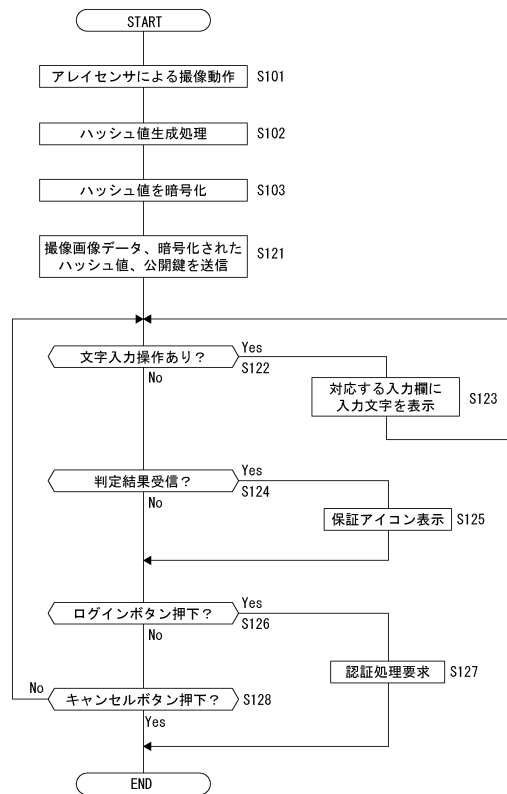 START
アレイセンサによる撮像動作
S101
ハッシュ値生成処理
S102
ハッシュ値を暗号化
S103
撮像画像データ、暗号化された
ハッシュ値、公開鍵を送信
S121
文字入力操作あり？
Yes
S122
No
対応する入力欄に
入力文字を表示
S123
判定結果受信？
Yes
S124
No
保証アイコン表示
S125
ログインボタン押下？
Yes
S126
No
認証処理要求
S127
No
キャンセルボタン押下？
S128
Yes
END